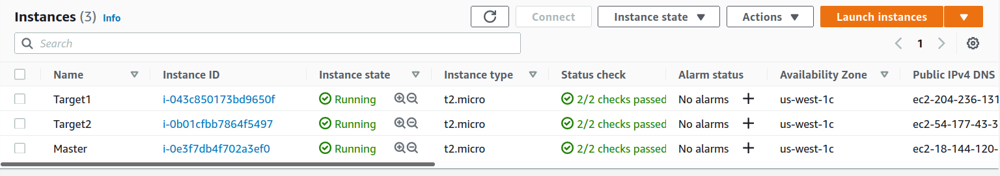 Instances (3) Info Connect Instance state Actions Launch instances
Search 1
Name Instance ID Instance state Instance type Status check Alarm status Availability Zone Public IPv4 DNS
Target1 i-043c850173bd9650f Running t2.micro 2/2 checks passed No alarms + us-west-1c ec2-204-236-131
Target2 i-0b01cfbb7864f5497 Running t2.micro 2/2 checks passed No alarms + us-west-1c ec2-54-177-43-3
Master i-0e3f7db4f702a3ef0 Running t2.micro 2/2 checks passed No alarms + us-west-1c ec2-18-144-120-